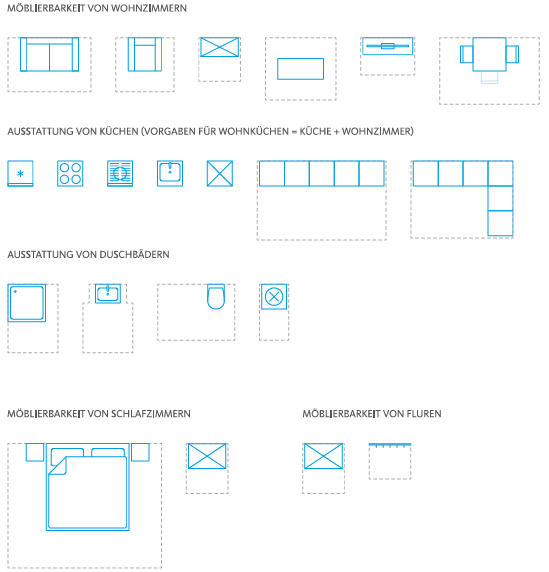 MÖBLIERBARKEIT VON WOHNZIMMERN
AUSSTATTUNG VON KÜCHEN (VORGABEN FÜR WOHNKÜCHEN = KÜCHE + WOHNZIMMER)
AUSSTATTUNG VON DUSCHBÄDERN
MÖBLIERBARKEIT VON SCHLAFZIMMERN
MÖBLIERBARKEIT VON FLUREN